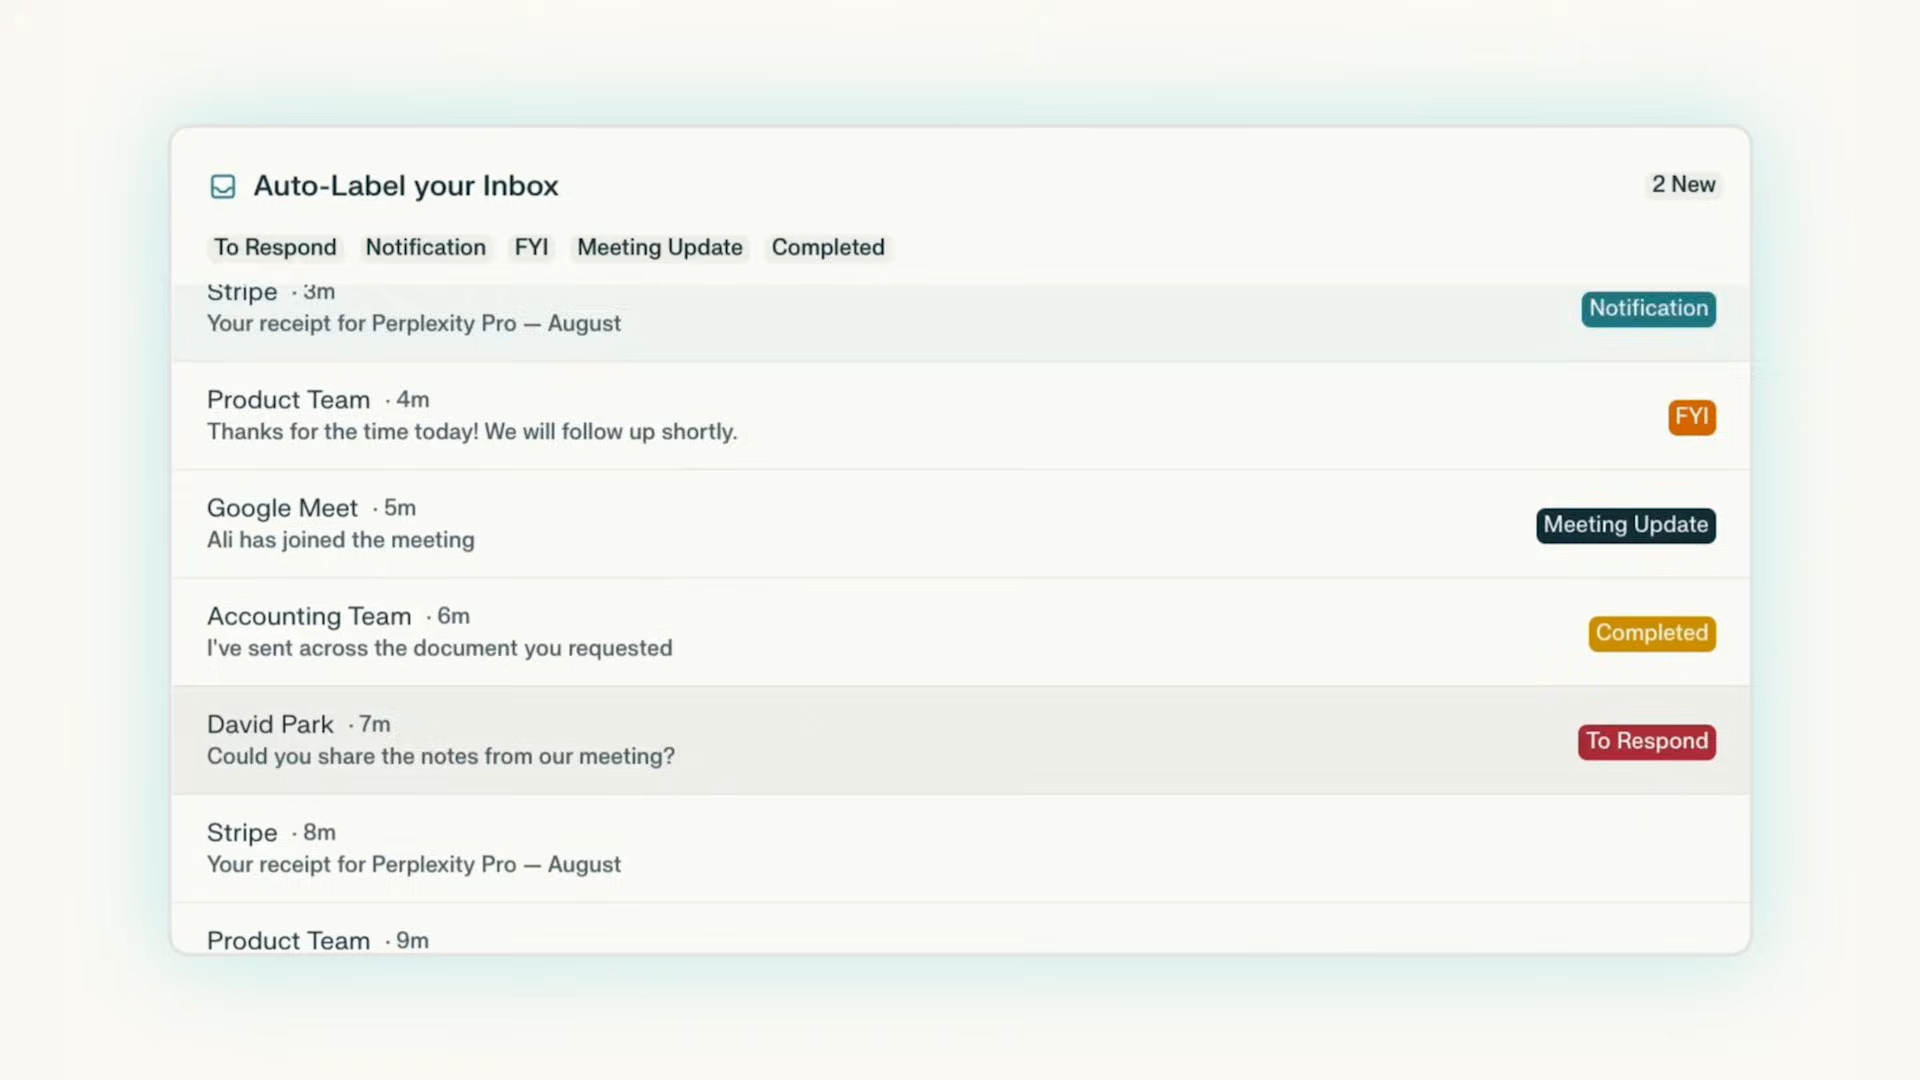 Auto-Label your Inbox
2 New
To Respond Notification FYI Meeting Update Completed
Stripe · 3m
Your receipt for Perplexity Pro — August
Notification
Product Team · 4m
Thanks for the time today! We will follow up shortly.
FYI
Google Meet · 5m
Ali has joined the meeting
Meeting Update
Accounting Team · 6m
I've sent across the document you requested
Completed
David Park · 7m
Could you share the notes from our meeting?
To Respond
Stripe · 8m
Your receipt for Perplexity Pro — August
Product Team · 9m